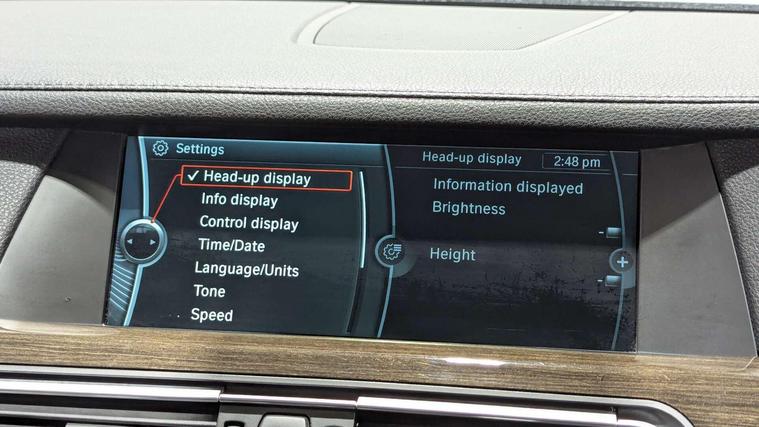 Settings
✓ Head-up display
Info display
Control display
Time/Date
Language/Units
Tone
Speed
Head-up display 2:48 pm
Information displayed
Brightness
Height